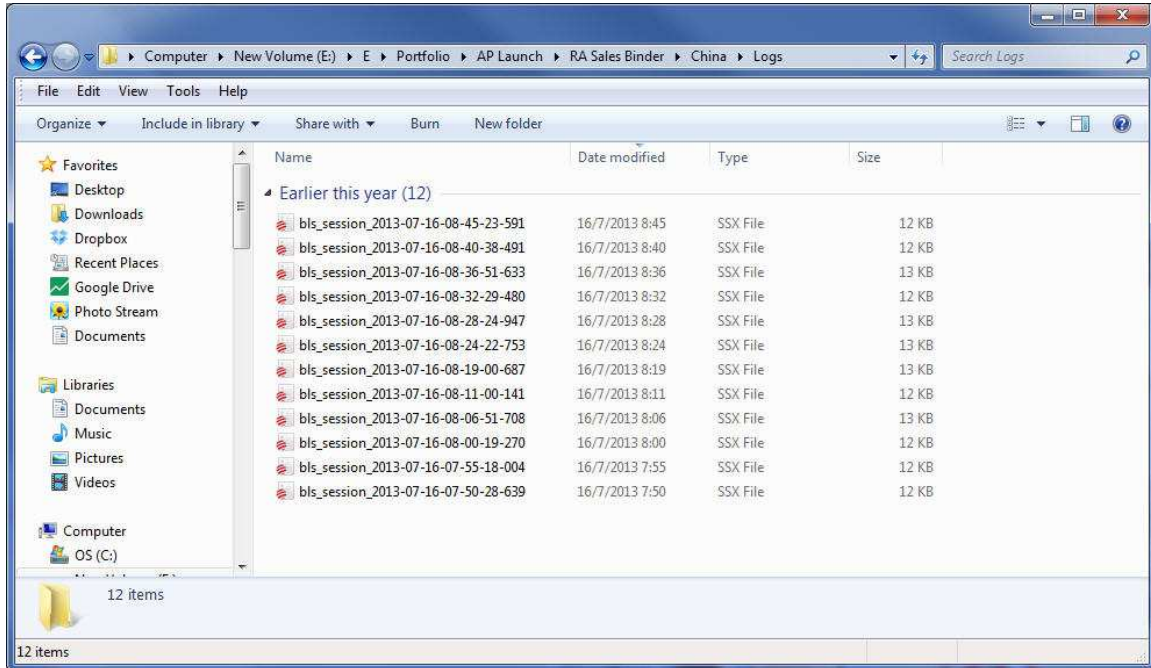 Computer New Volume (E:) E Portfolio AP Launch RA Sales Binder China Logs Search Logs
File Edit View Tools Help
Organize Include in library Share with Burn New folder
Favorites
Desktop
Downloads
Dropbox
Recent Places
Google Drive
Photo Stream
Documents
Libraries
Documents
Music
Pictures
Videos
Computer
OS (C:)
Name Date modified Type Size
Earlier this year (12)
bls_session_2013-07-16-08-45-23-591 16/7/2013 8:45 SSX File 12 KB
bls_session_2013-07-16-08-40-38-491 16/7/2013 8:40 SSX File 12 KB
bls_session_2013-07-16-08-36-51-633 16/7/2013 8:36 SSX File 13 KB
bls_session_2013-07-16-08-32-29-480 16/7/2013 8:32 SSX File 12 KB
bls_session_2013-07-16-08-28-24-947 16/7/2013 8:28 SSX File 13 KB
bls_session_2013-07-16-08-24-22-753 16/7/2013 8:24 SSX File 13 KB
bls_session_2013-07-16-08-19-00-687 16/7/2013 8:19 SSX File 13 KB
bls_session_2013-07-16-08-11-00-141 16/7/2013 8:11 SSX File 12 KB
bls_session_2013-07-16-08-06-51-708 16/7/2013 8:06 SSX File 13 KB
bls_session_2013-07-16-08-00-19-270 16/7/2013 8:00 SSX File 12 KB
bls_session_2013-07-16-07-55-18-004 16/7/2013 7:55 SSX File 12 KB
bls_session_2013-07-16-07-50-28-639 16/7/2013 7:50 SSX File 12 KB
12 items
12 items